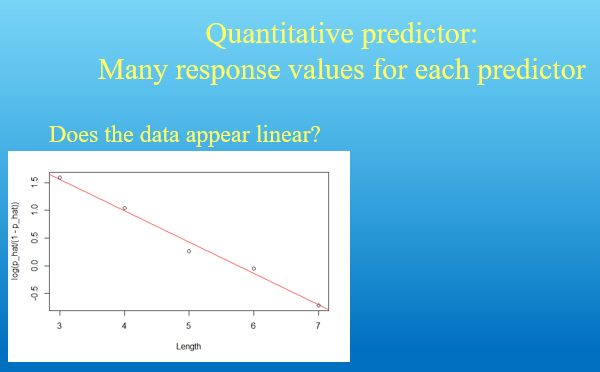 Quantitative predictor:
Many response values for each predictor
Does the data appear linear?
log(p_hat/(1 - p_hat))
1.5
1.0
0.5
0.0
-0.5
3 4 5 6 7
Length